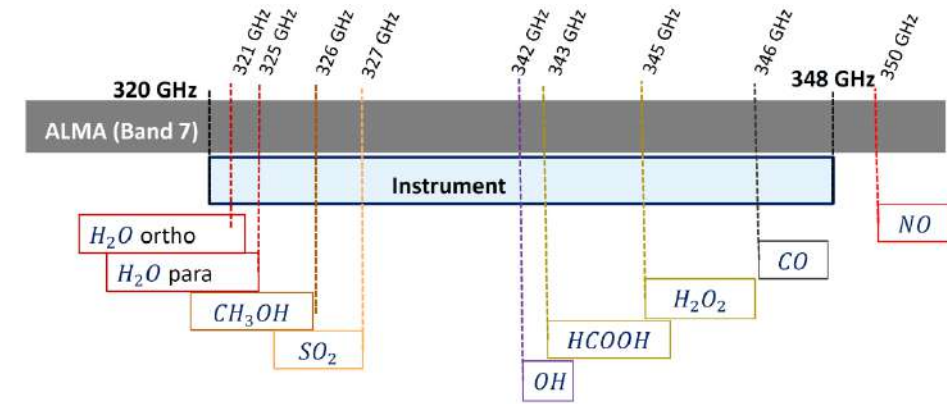 321 GHz
325 GHz
326 GHz
327 GHz
342 GHz
343 GHz
345 GHz
346 GHz
350 GHz
320 GHz
348 GHz
ALMA (Band 7)
Instrument
H₂O ortho
NO
H₂O para
CO
CH₃OH
H₂O₂
SO₂
HCOOH
OH